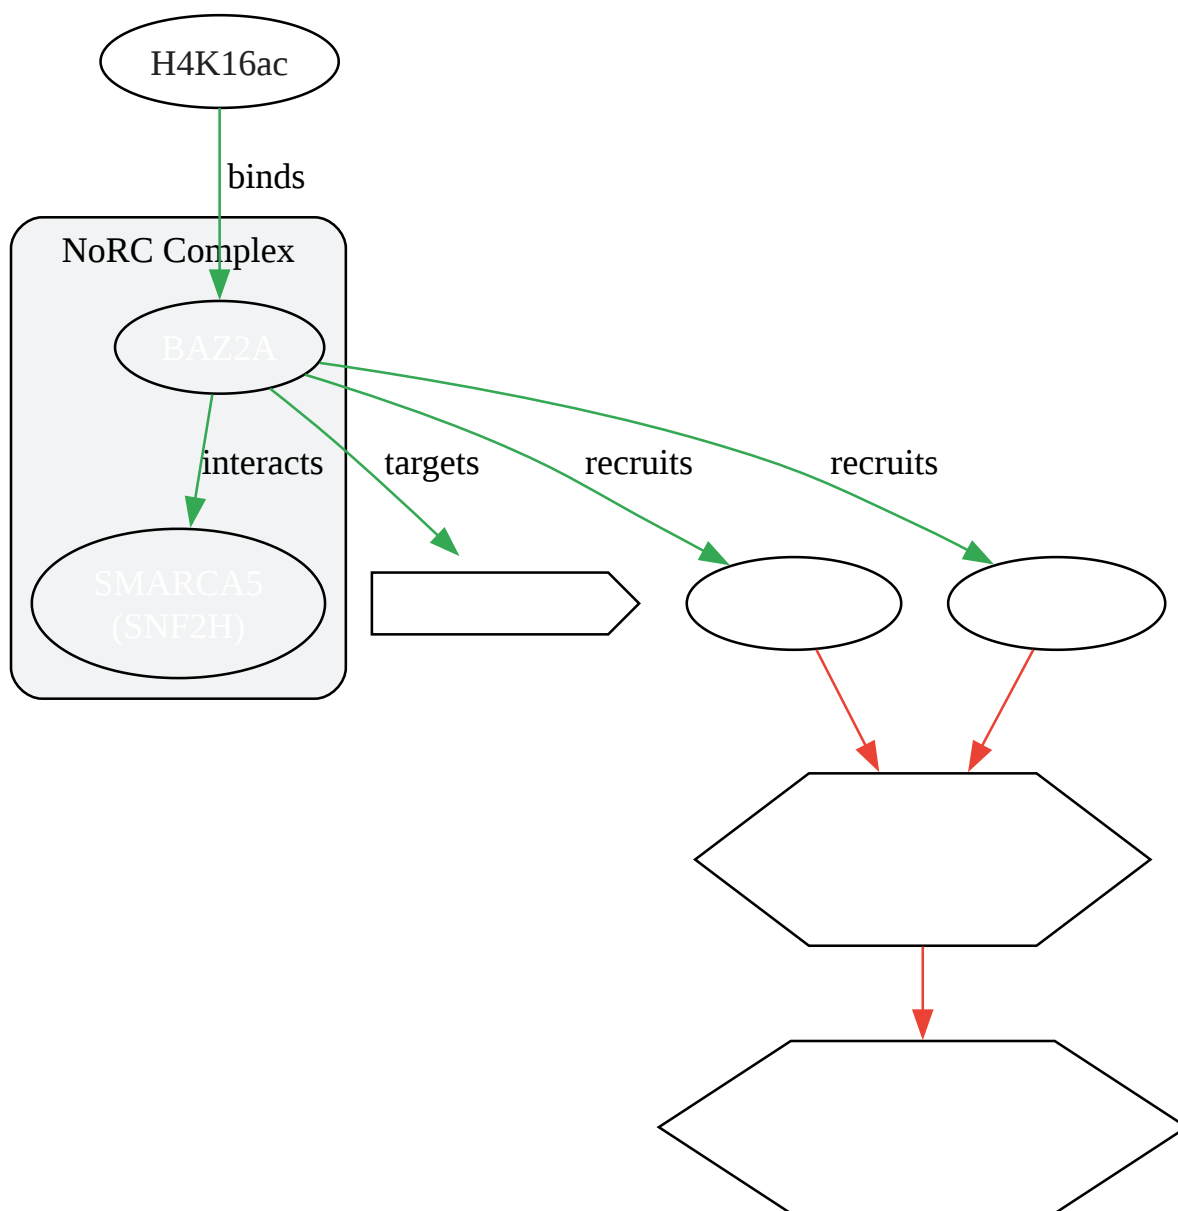 H4K16ac
binds
NoRC Complex
BAZ2A
interacts
targets
recruits
recruits
SMARCA5
(SNF2H)